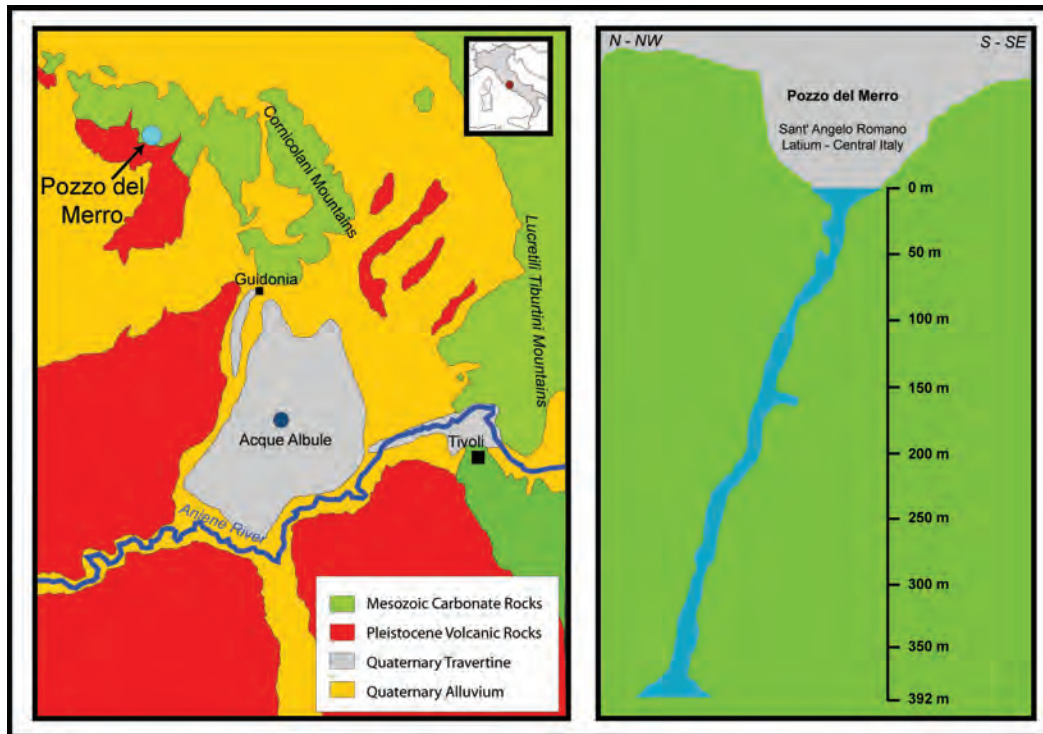 Pozzo del
Merro
Cornicolani Mountains
Lucretili Tiburtini Mountains
Guidonia
Acque Albule
Tivoli
Aniene River
Mesozoic Carbonate Rocks
Pleistocene Volcanic Rocks
Quaternary Travertine
Quaternary Alluvium
N - NW
S - SE
Pozzo del Merro
Sant' Angelo Romano
Latium - Central Italy
0 m
50 m
100 m
150 m
200 m
250 m
300 m
350 m
392 m